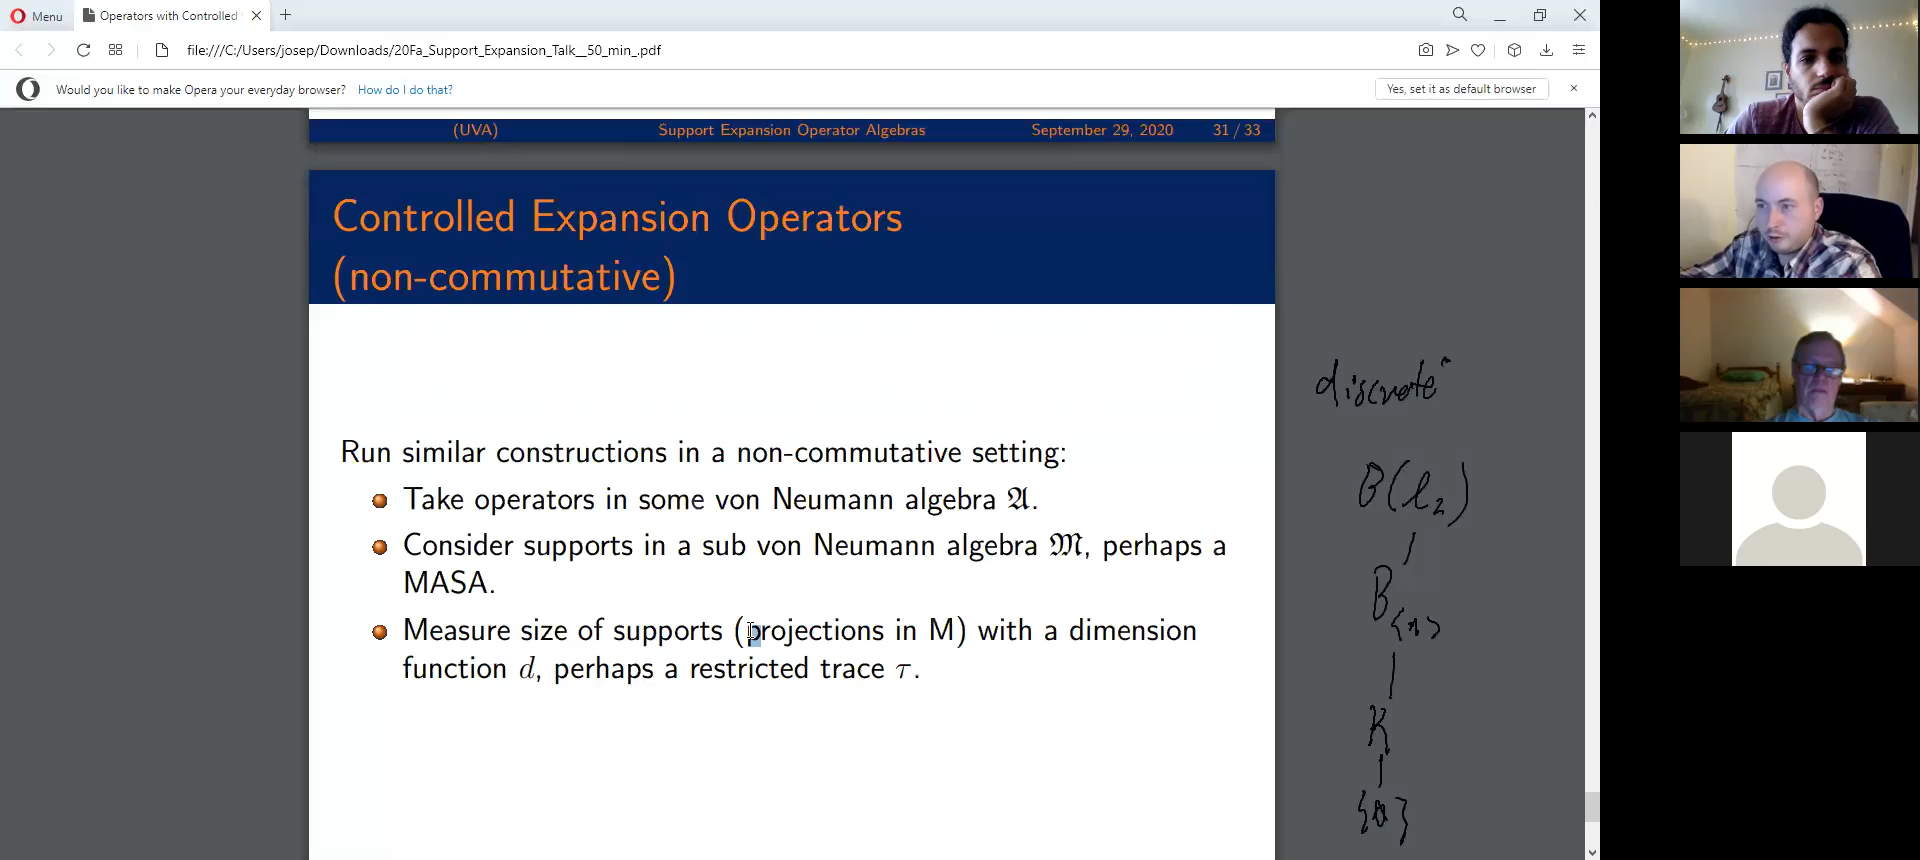 Menu
Operators with Controlled
file:///C:/Users/josep/Downloads/20Fa_Support_Expansion_Talk__50_min_.pdf
Would you like to make Opera your everyday browser? How do I do that?
Yes, set it as default browser
(UVA) Support Expansion Operator Algebras September 29, 2020 31 / 33
Controlled Expansion Operators
(non-commutative)
discrete
Run similar constructions in a non-commutative setting:
B(ℓ₂)
Take operators in some von Neumann algebra 𝔄.
Consider supports in a sub von Neumann algebra 𝔐, perhaps a
MASA.
Measure size of supports (projections in M) with a dimension
function d, perhaps a restricted trace τ.
K